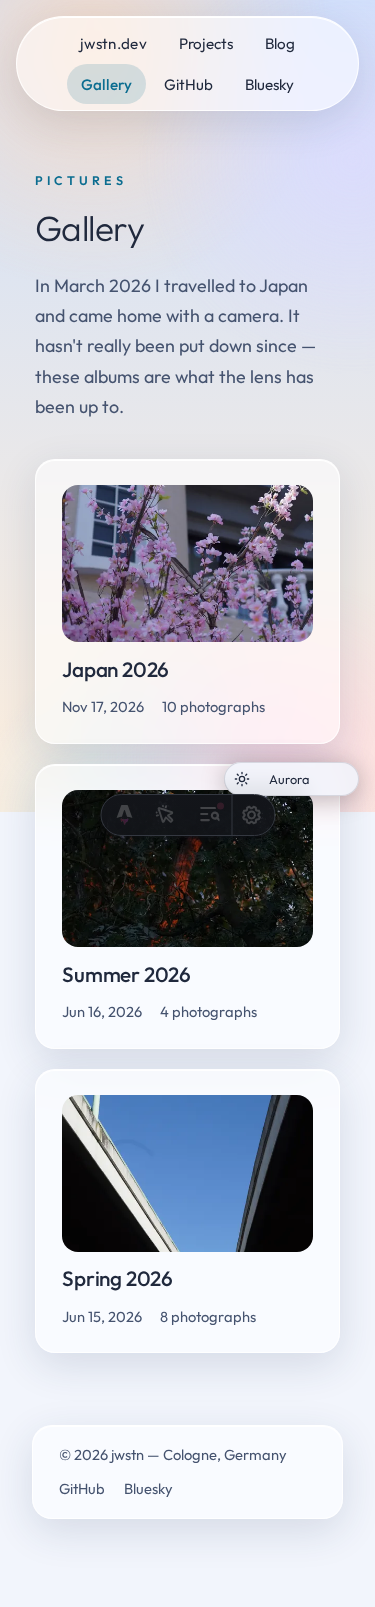 jwstn.dev Projects Blog
Gallery GitHub Bluesky
PICTURES
Gallery
In March 2026 I travelled to Japan
and came home with a camera. It
hasn't really been put down since —
these albums are what the lens has
been up to.
Japan 2026
Nov 17, 2026 10 photographs
Aurora
Summer 2026
Jun 16, 2026 4 photographs
Spring 2026
Jun 15, 2026 8 photographs
© 2026 jwstn — Cologne, Germany
GitHub Bluesky